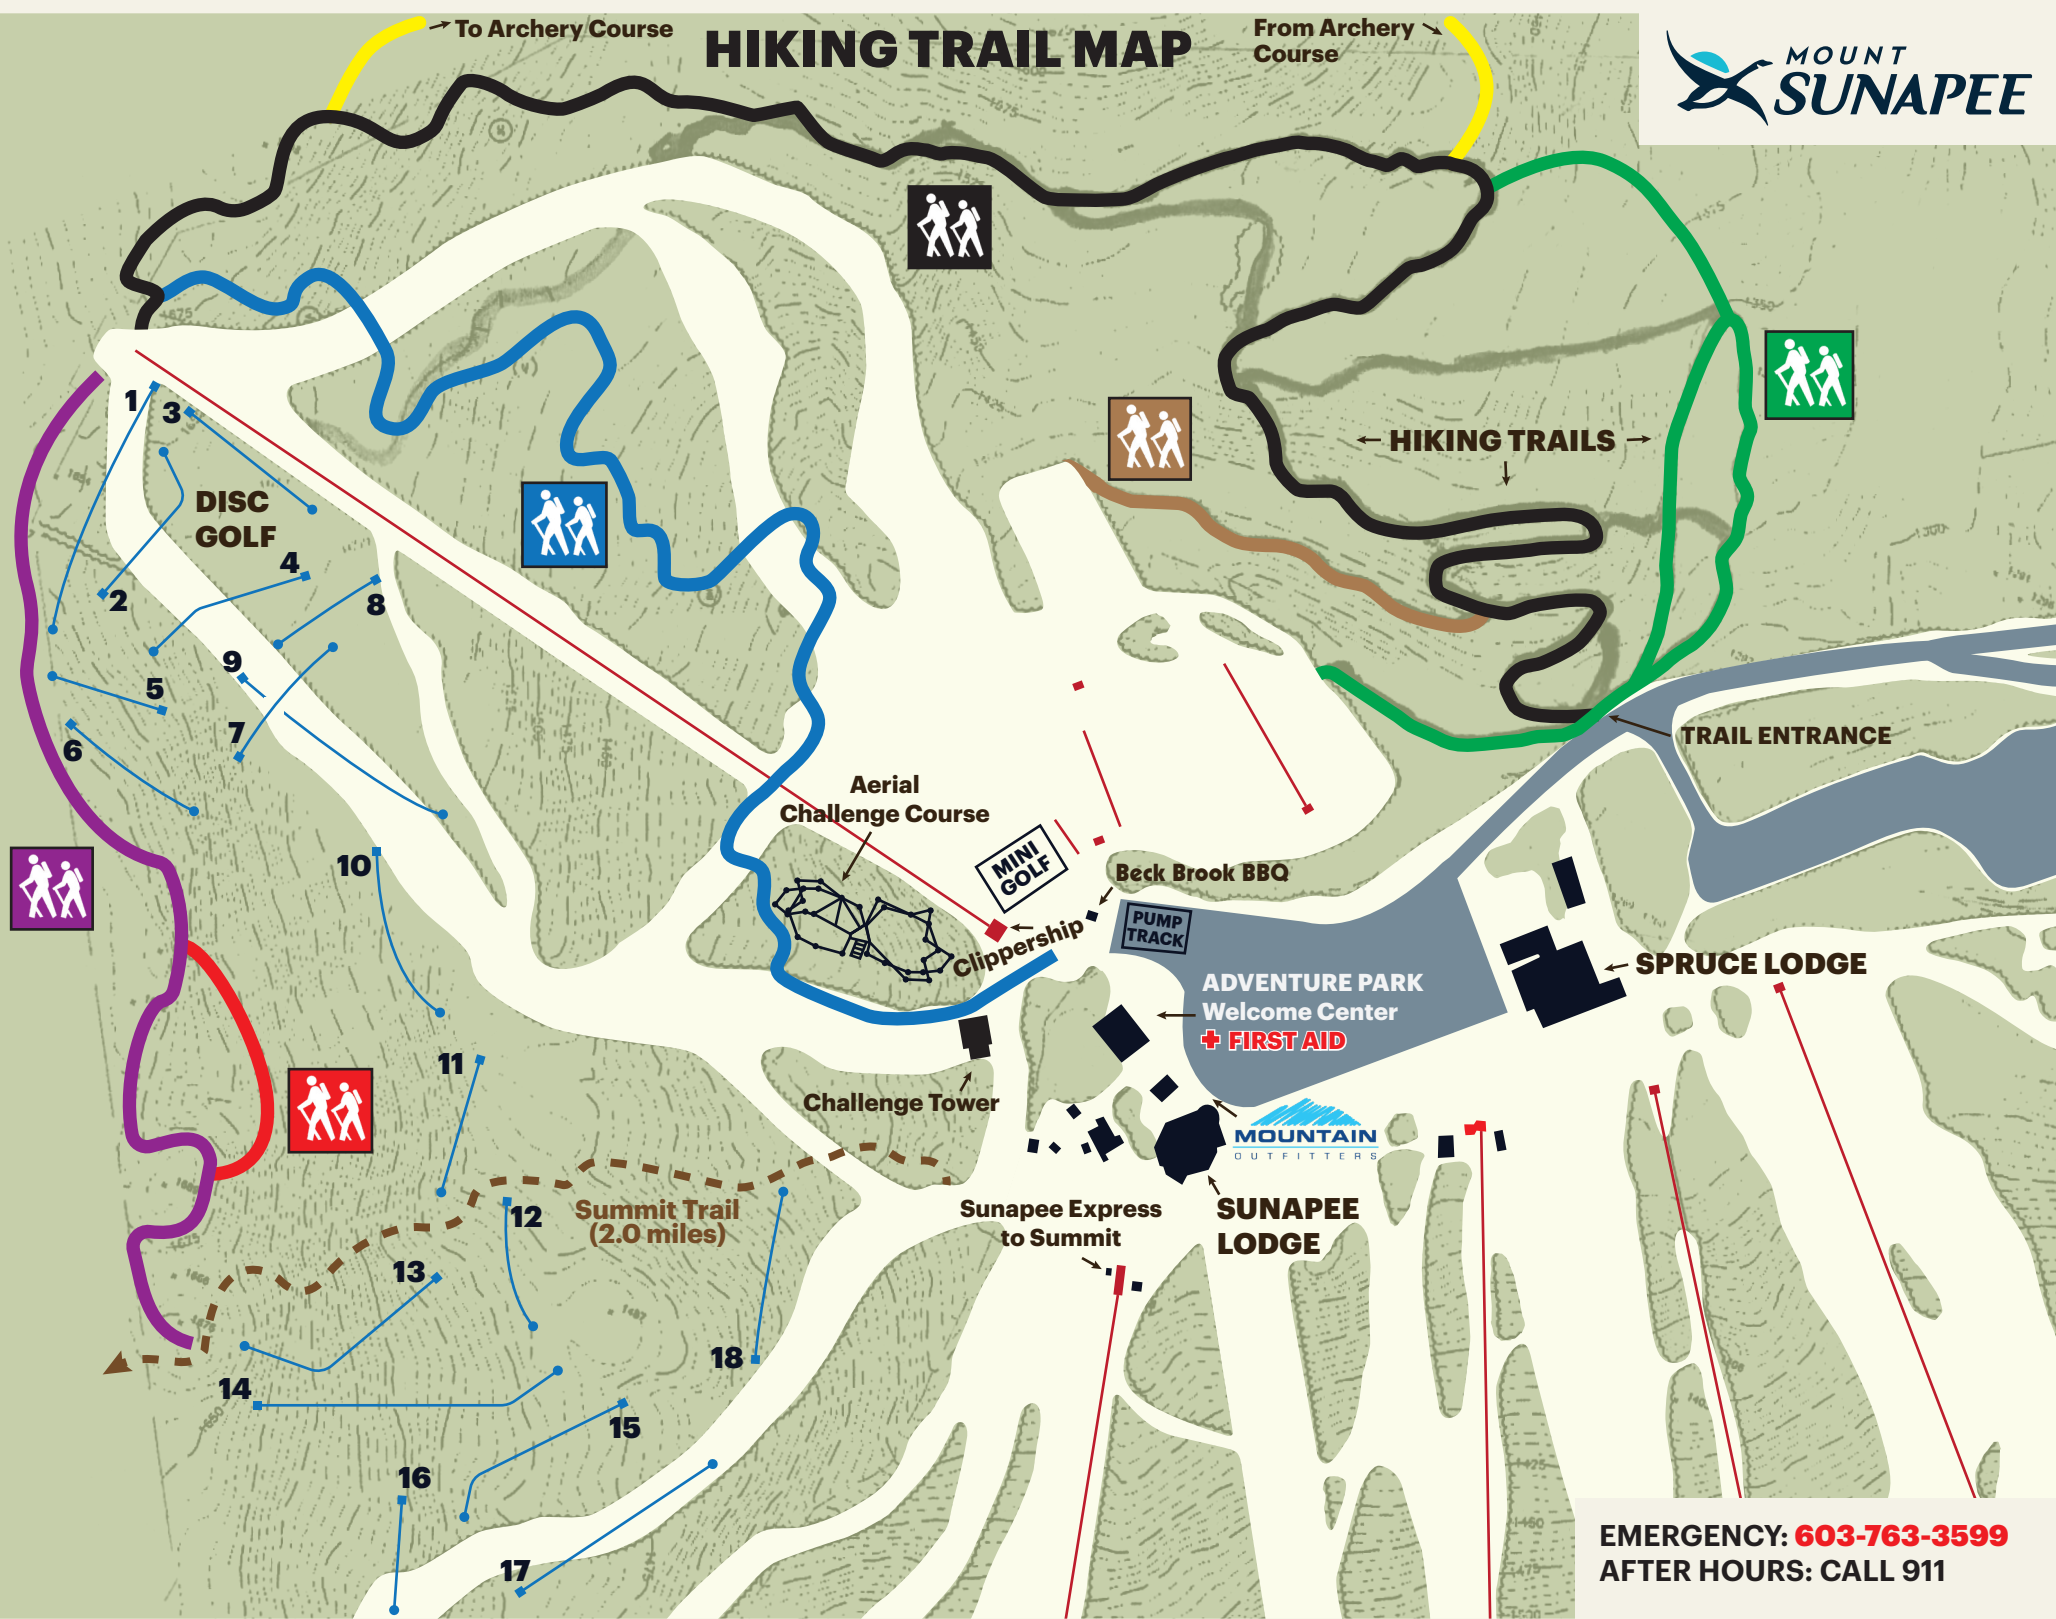 To Archery Course
HIKING TRAIL MAP
From Archery
Course
MOUNT
SUNAPEE
HIKING TRAILS
1
3
DISC
GOLF
4
2
8
9
5
7
6
TRAIL ENTRANCE
Aerial
Challenge Course
MINI
GOLF
Beck Brook BBQ
10
PUMP
TRACK
Clippership
SPRUCE LODGE
ADVENTURE PARK
Welcome Center
FIRST AID
11
Challenge Tower
MOUNTAIN
OUTFITTERS
Summit Trail
(2.0 miles)
12
Sunapee Express
to Summit
SUNAPEE
LODGE
13
18
14
15
16
17
EMERGENCY: 603-763-3599
AFTER HOURS: CALL 911